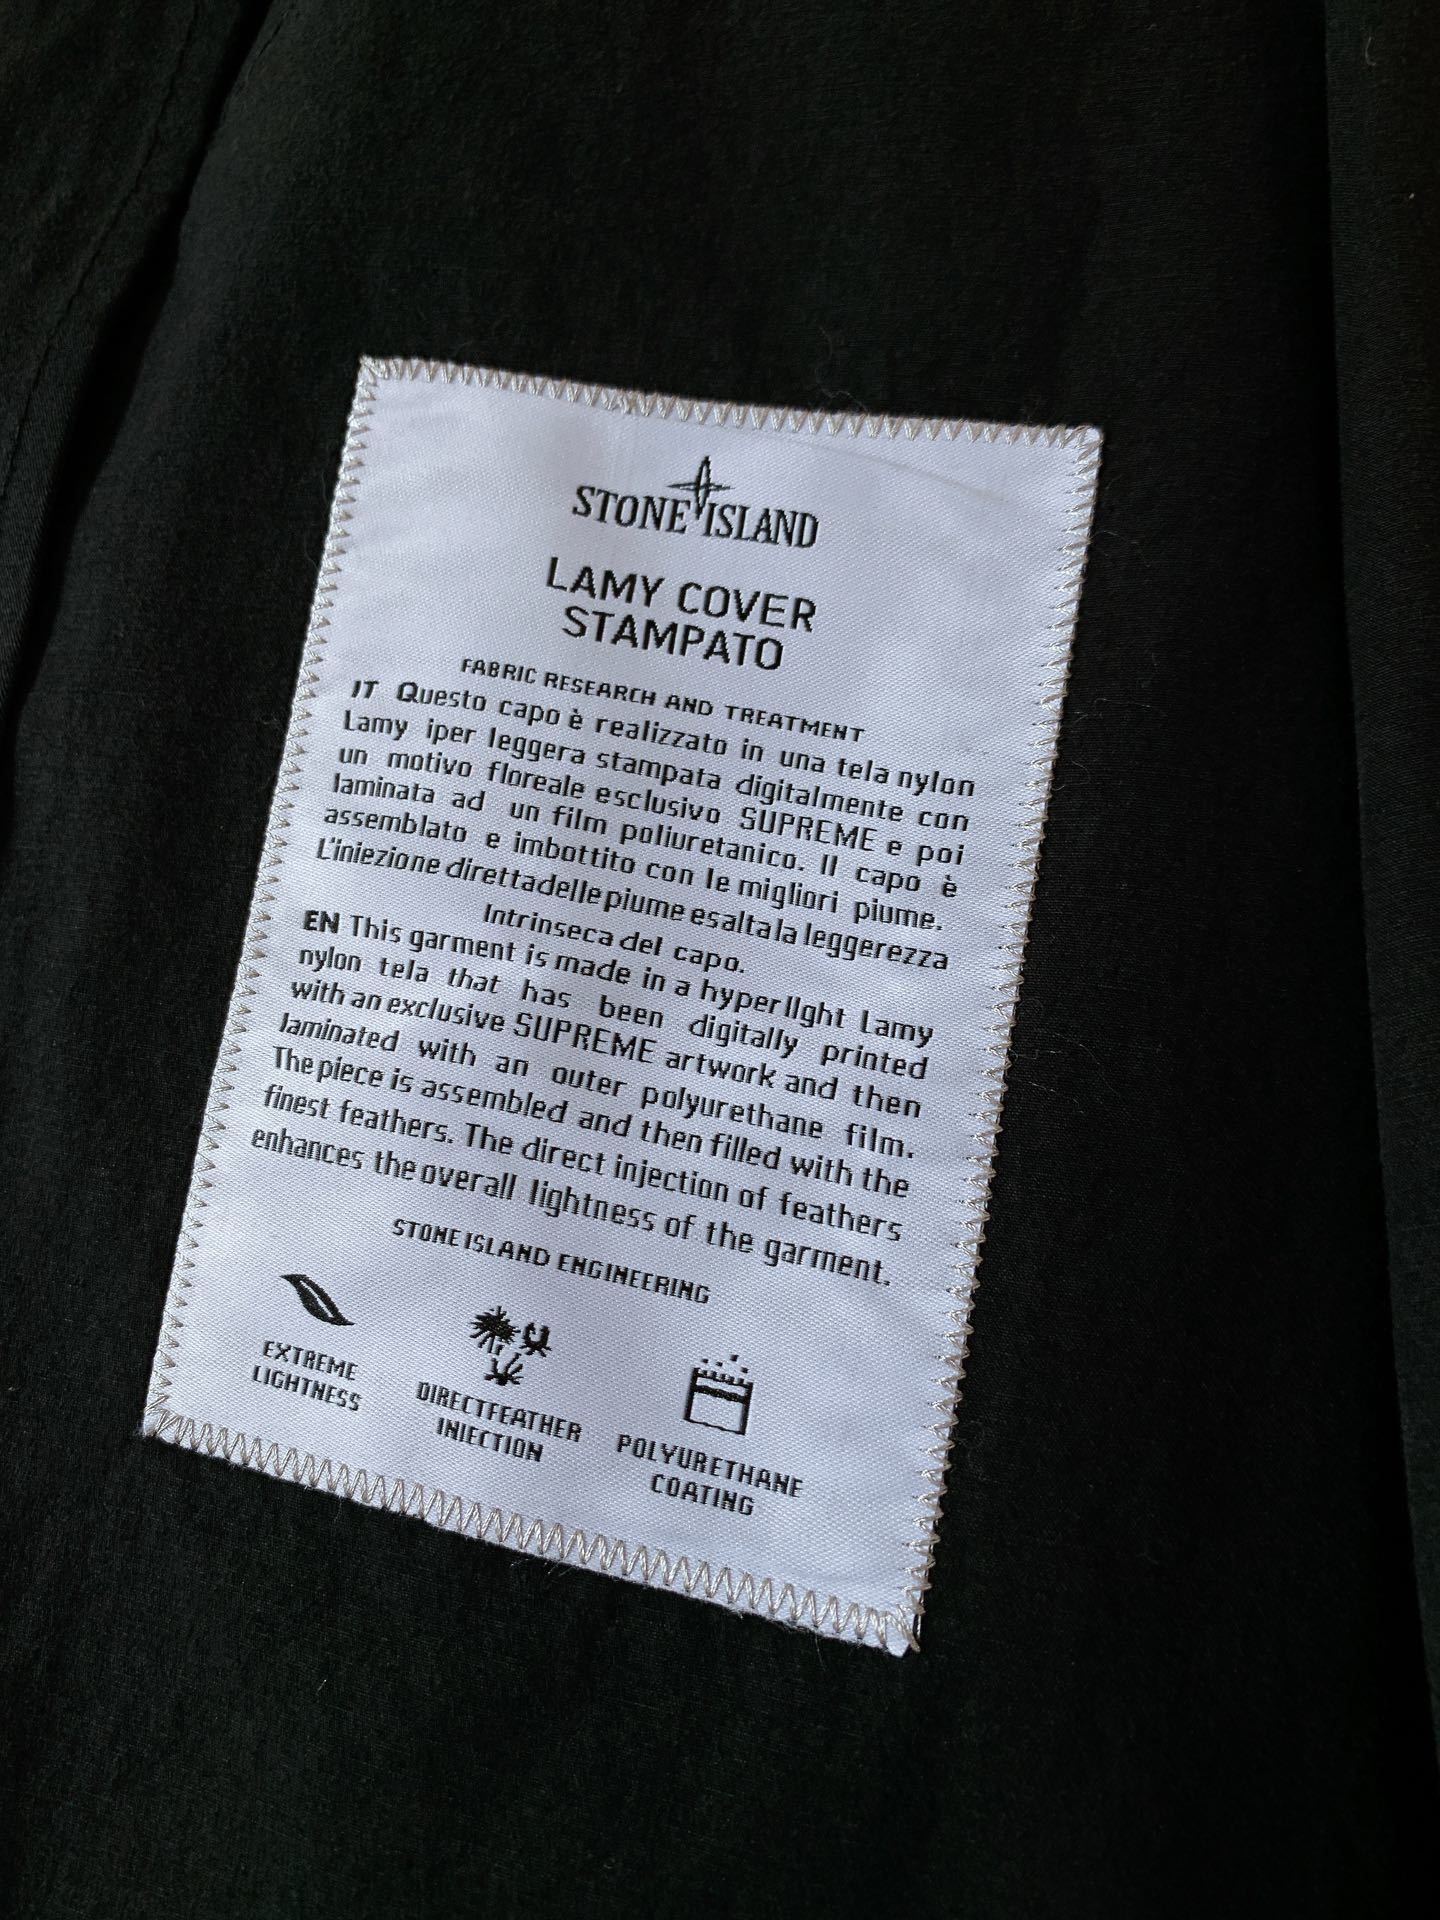 STONE ISLAND
LAMY COVER
STAMPATO
FABRIC RESEARCH AND TREATMENT
IT Questo capo è realizzato in una tela nylon
Lamy iper leggera stampata digitalmente con
un motivo floreale esclusivo SUPREME e poi
laminata ad un film poliuretanico. Il capo è
assemblato e imbottito con le migliori piume.
L'iniezione diretta delle piume esalta la leggerezza
Intrinseca del capo.
EN This garment is made in a hyper lIght Lamy
nylon tela that has been digitally printed
with an exclusive SUPREME artwork and then
laminated with an outer polyurethane film.
The piece is assembled and then filled with the
finest feathers. The direct injection of feathers
enhances the overall lightness of the garment.
STONE ISLAND ENGINEERING
EXTREME
LIGHTNESS
DIRECTFEATHER
INJECTION
POLYURETHANE
COATING